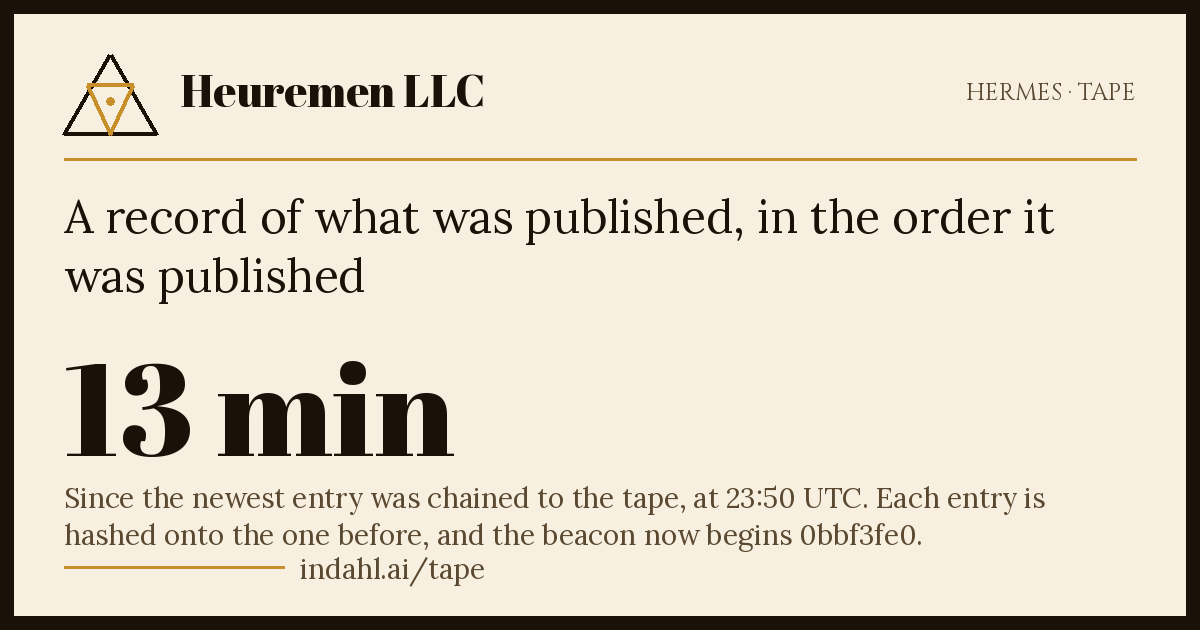 Heuremen LLC
HERMES · TAPE
A record of what was published, in the order it
was published
13 min
Since the newest entry was chained to the tape, at 23:50 UTC. Each entry is
hashed onto the one before, and the beacon now begins 0bbf3fe0.
indahl.ai/tape